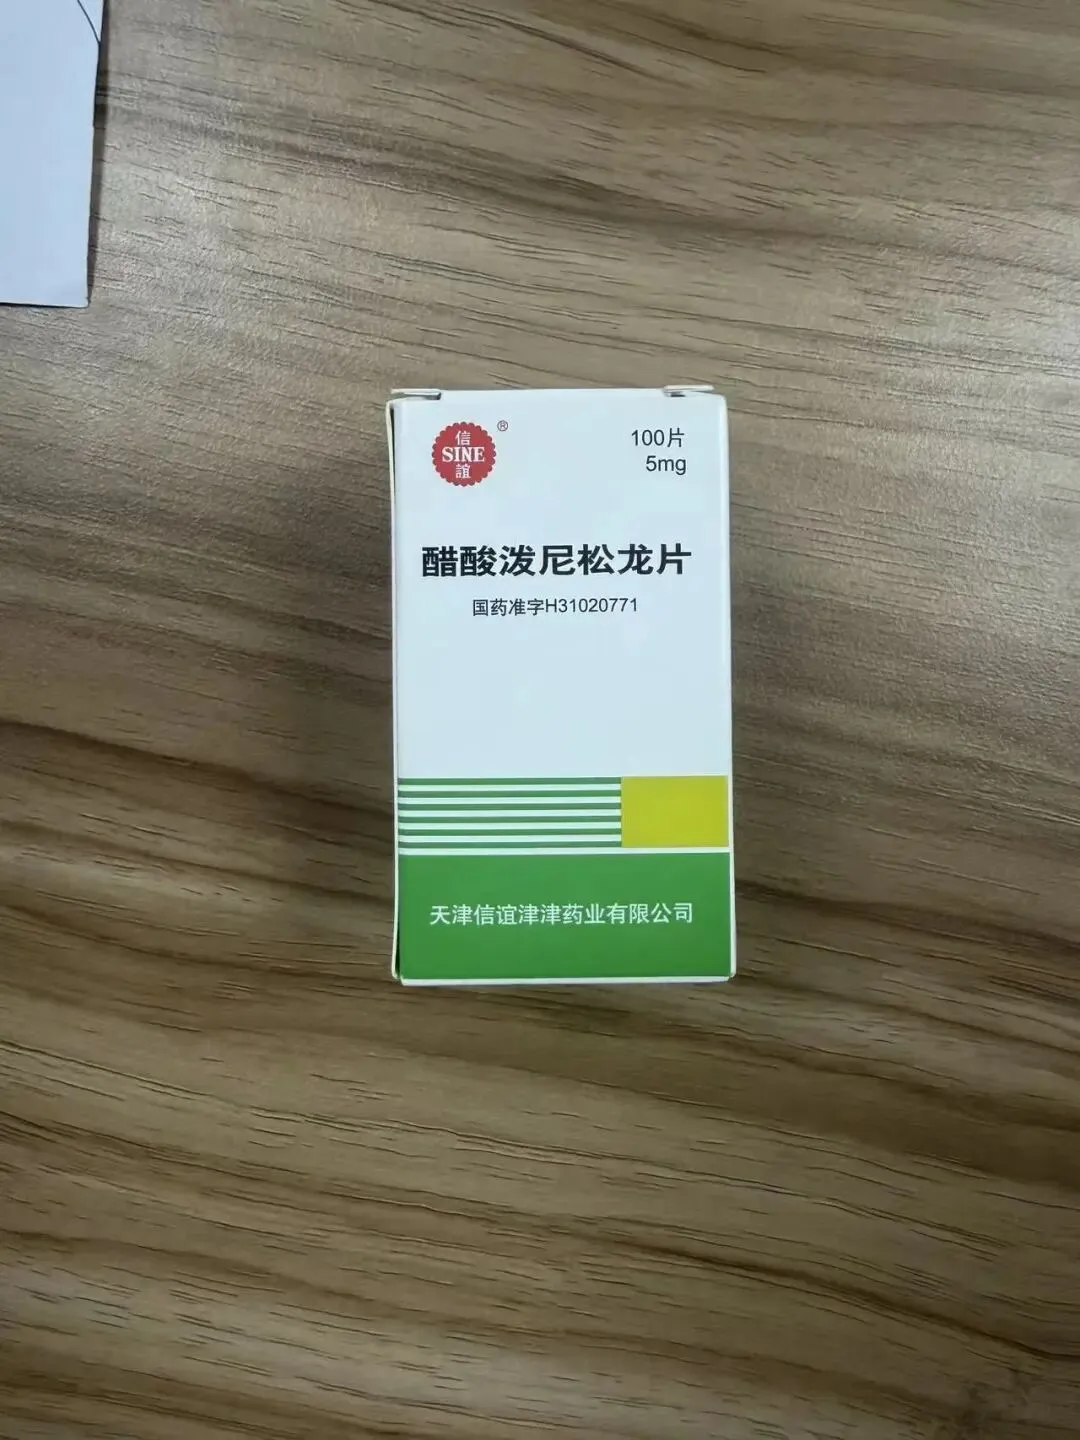 信
SINE
誼
®
100片
5mg
醋酸泼尼松龙片
国药准字H31020771
天津信谊津津药业有限公司